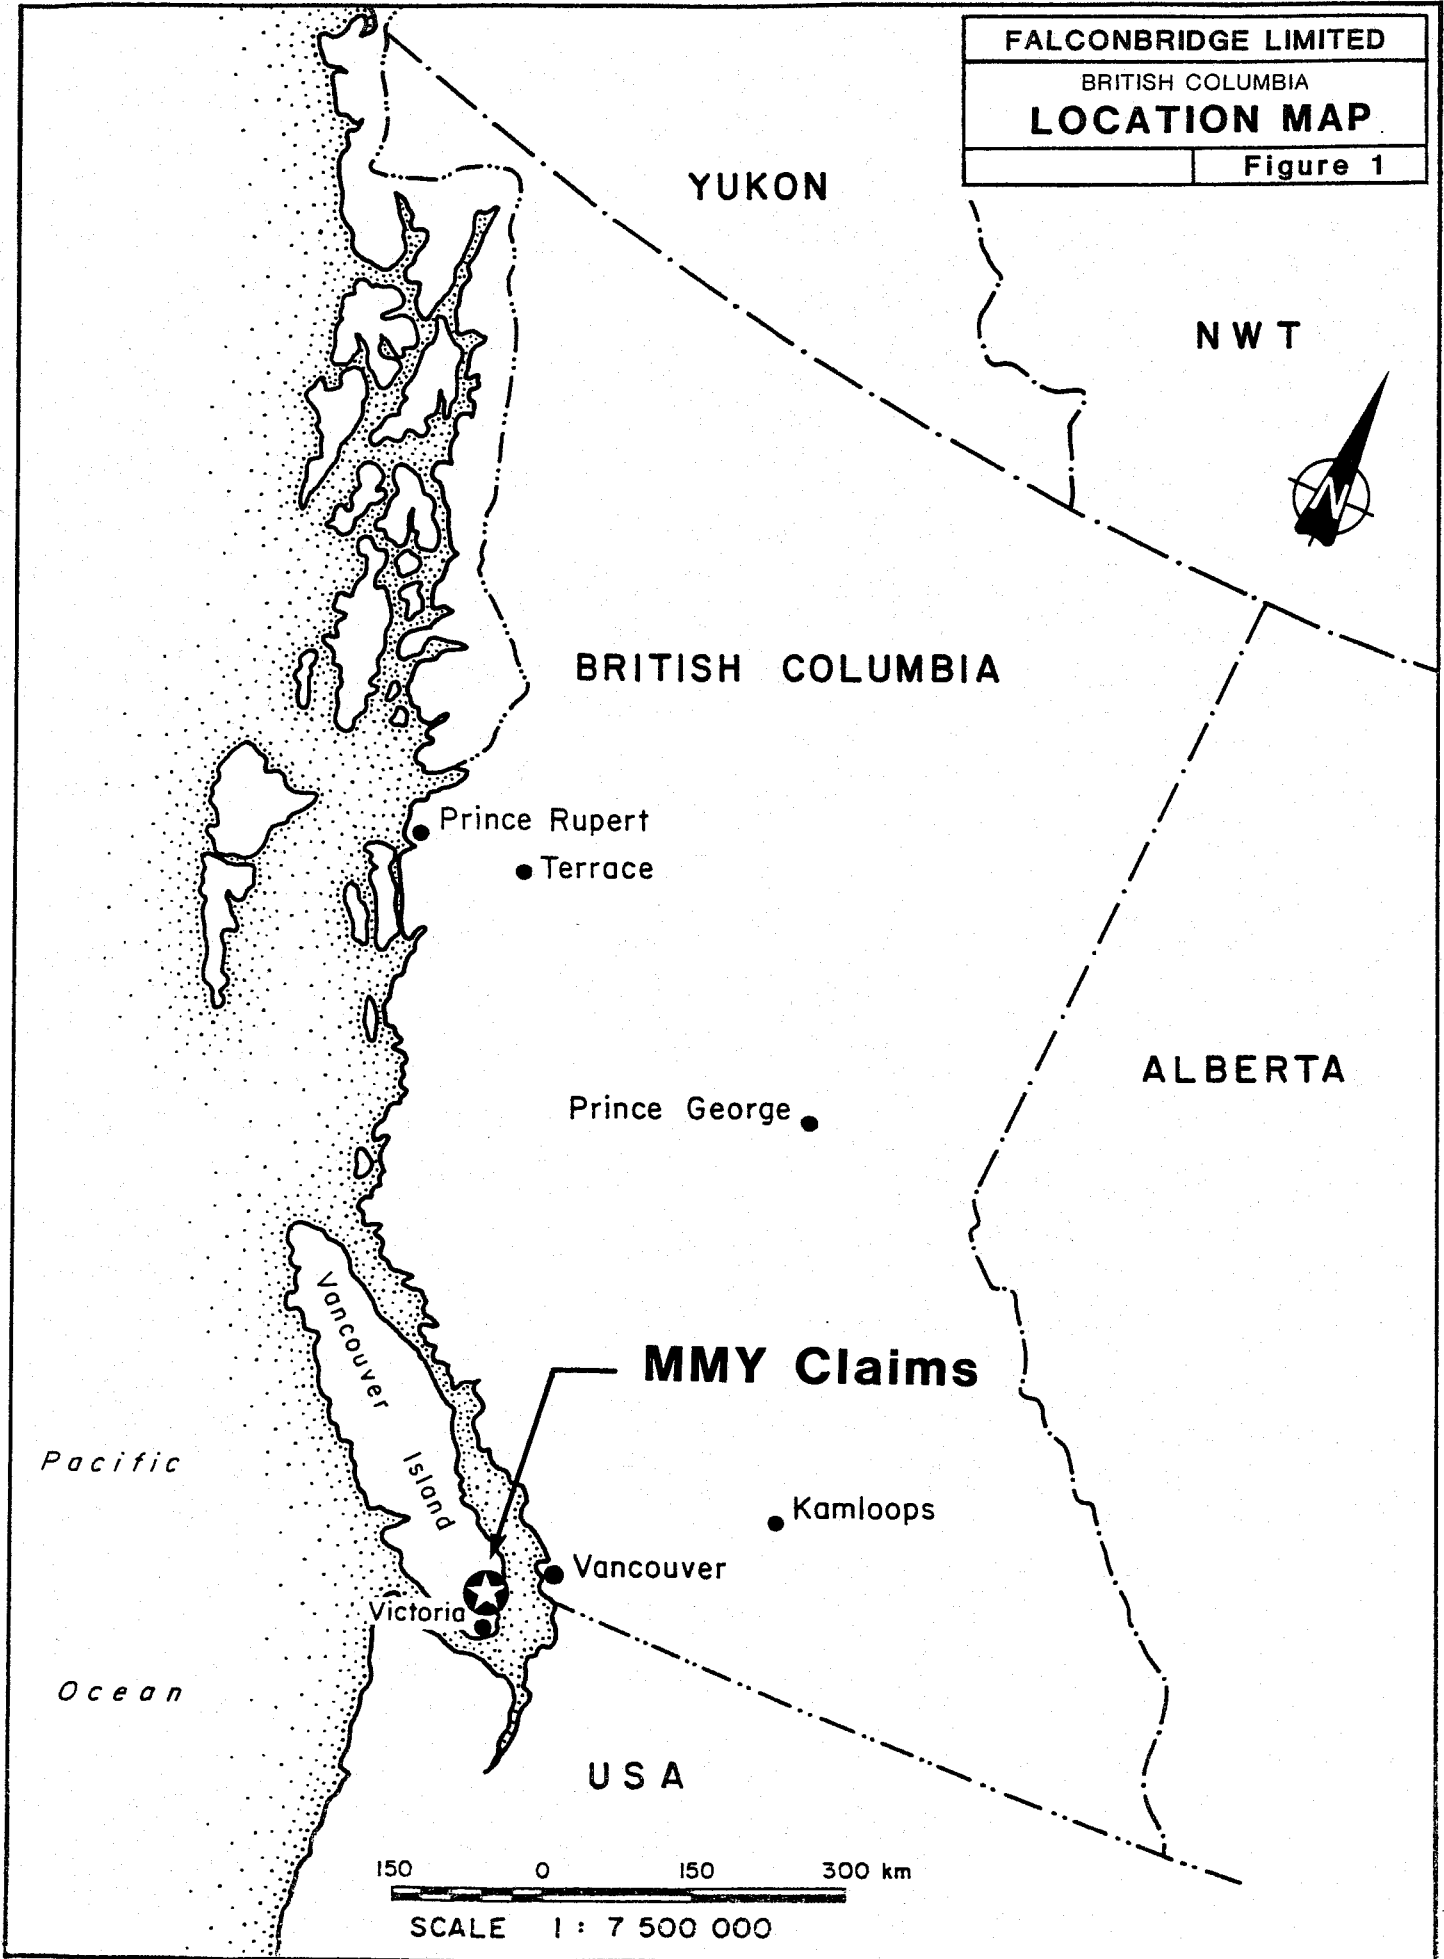 FALCONBRIDGE LIMITED
BRITISH COLUMBIA
LOCATION MAP
Figure 1
YUKON
NWT
N
BRITISH COLUMBIA
Prince Rupert
Terrace
ALBERTA
Prince George
Vancouver Island
MMY Claims
Pacific
Kamloops
Vancouver
Victoria
Ocean
USA
150 0 150 300 km
SCALE 1 : 7 500 000